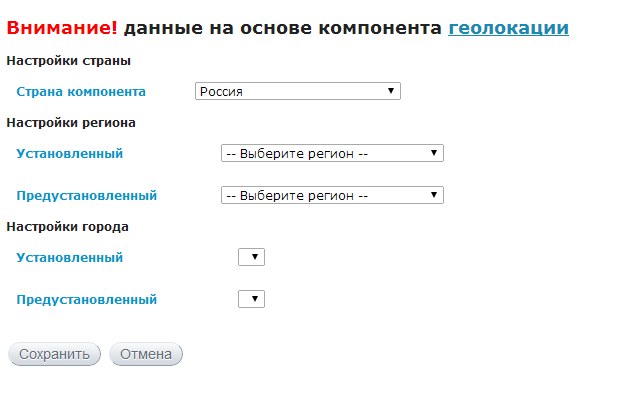 Внимание! данные на основе компонента геолокации
Настройки страны
Страна компонента Россия
Настройки региона
Установленный -- Выберите регион --
Предустановленный -- Выберите регион --
Настройки города
Установленный
Предустановленный
Сохранить Отмена